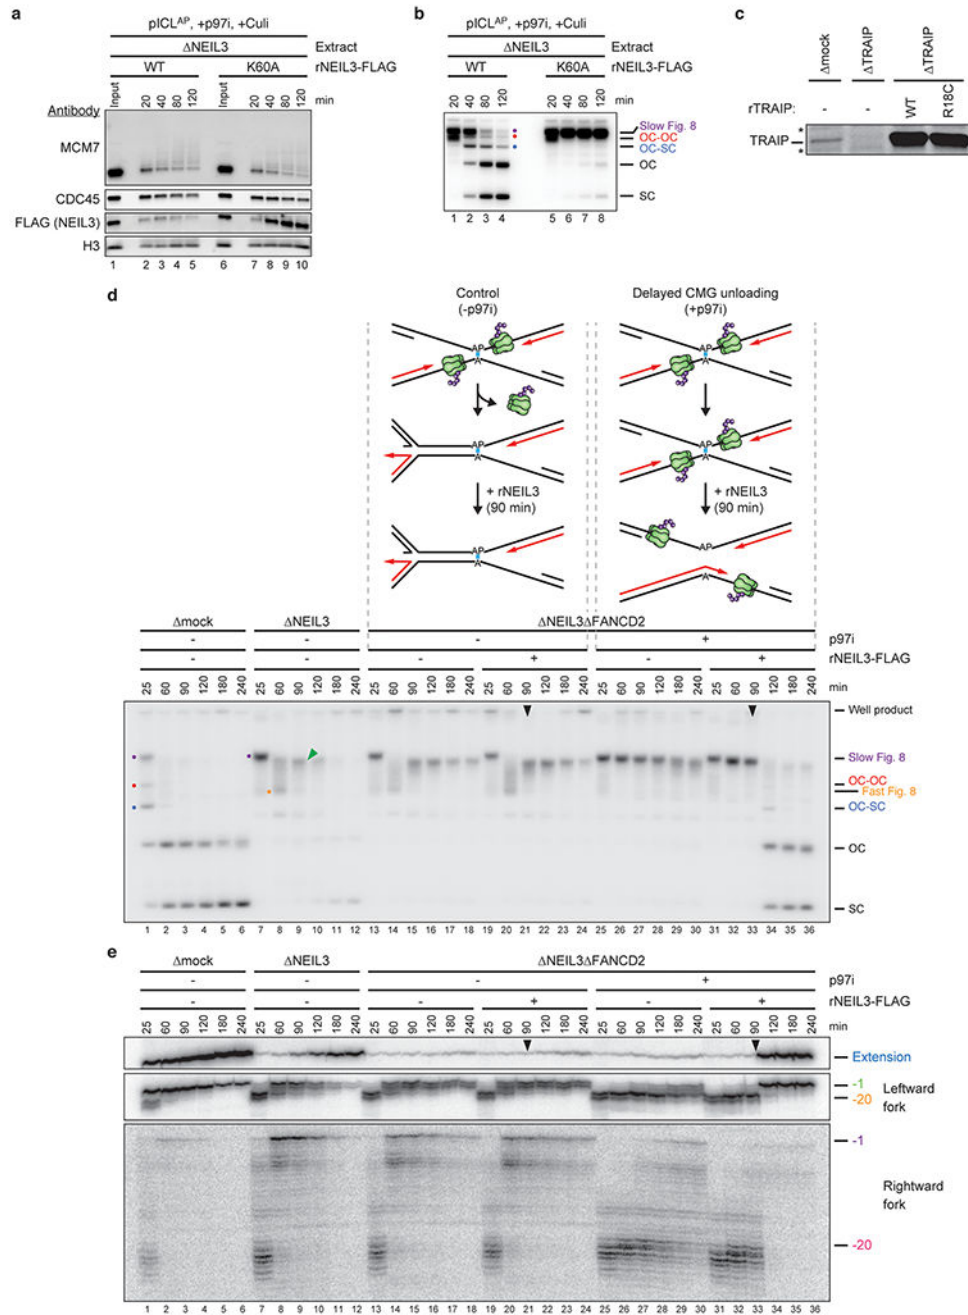 a
pICL^AP, +p97i, +Culi
ΔNEIL3 Extract
WT K60A rNEIL3-FLAG
Input 20 40 80 120 Input 20 40 80 120 min
Antibody
MCM7
CDC45
FLAG (NEIL3)
H3
1 2 3 4 5 6 7 8 9 10
b
pICL^AP, +p97i, +Culi
ΔNEIL3 Extract
WT K60A rNEIL3-FLAG
20 40 80 120 20 40 80 120 min
Slow Fig. 8
OC-OC
OC-SC
OC
SC
1 2 3 4 5 6 7 8
c
Δmock ΔTRAIP ΔTRAIP
rTRAIP: - - WT R18C
*
TRAIP
*
d
Control
(-p97i)
Delayed CMG unloading
(+p97i)
AP
A
AP
A
AP
A
AP
A
+ rNEIL3
(90 min)
+ rNEIL3
(90 min)
AP
A
AP
A
Δmock ΔNEIL3 ΔNEIL3ΔFANCD2
- - - + p97i
- - - + - + rNEIL3-FLAG
25 60 90 120 180 240 25 60 90 120 180 240 25 60 90 120 180 240 25 60 90 120 180 240 25 60 90 120 180 240 25 60 90 120 180 240 min
Well product
Slow Fig. 8
OC-OC
Fast Fig. 8
OC-SC
OC
SC
1 2 3 4 5 6 7 8 9 10 11 12 13 14 15 16 17 18 19 20 21 22 23 24 25 26 27 28 29 30 31 32 33 34 35 36
e
Δmock ΔNEIL3 ΔNEIL3ΔFANCD2
- - - + p97i
- - - + - + rNEIL3-FLAG
25 60 90 120 180 240 25 60 90 120 180 240 25 60 90 120 180 240 25 60 90 120 180 240 25 60 90 120 180 240 25 60 90 120 180 240 min
Extension
-1
-20
Leftward
fork
-1
Rightward
fork
-20
1 2 3 4 5 6 7 8 9 10 11 12 13 14 15 16 17 18 19 20 21 22 23 24 25 26 27 28 29 30 31 32 33 34 35 36